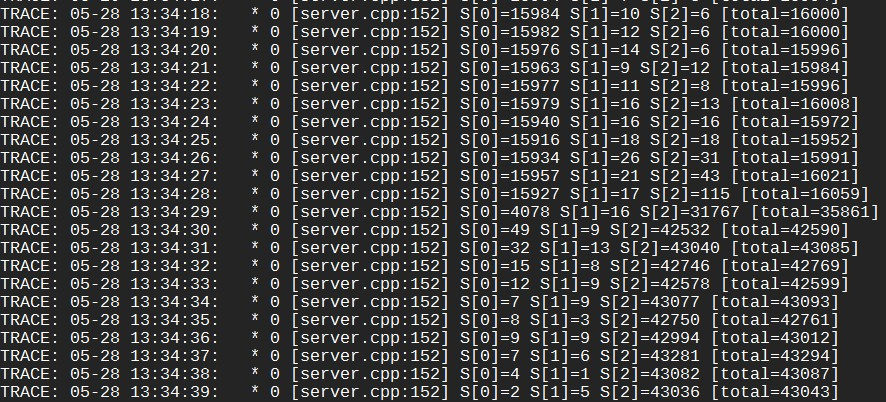 TRACE: 05-28 13:34:18:   * 0 [server.cpp:152] S[0]=15984 S[1]=10 S[2]=6 [total=16000]
TRACE: 05-28 13:34:19:   * 0 [server.cpp:152] S[0]=15982 S[1]=12 S[2]=6 [total=16000]
TRACE: 05-28 13:34:20:   * 0 [server.cpp:152] S[0]=15976 S[1]=14 S[2]=6 [total=15996]
TRACE: 05-28 13:34:21:   * 0 [server.cpp:152] S[0]=15963 S[1]=9 S[2]=12 [total=15984]
TRACE: 05-28 13:34:22:   * 0 [server.cpp:152] S[0]=15977 S[1]=11 S[2]=8 [total=15996]
TRACE: 05-28 13:34:23:   * 0 [server.cpp:152] S[0]=15979 S[1]=16 S[2]=13 [total=16008]
TRACE: 05-28 13:34:24:   * 0 [server.cpp:152] S[0]=15940 S[1]=16 S[2]=16 [total=15972]
TRACE: 05-28 13:34:25:   * 0 [server.cpp:152] S[0]=15916 S[1]=18 S[2]=18 [total=15952]
TRACE: 05-28 13:34:26:   * 0 [server.cpp:152] S[0]=15934 S[1]=26 S[2]=31 [total=15991]
TRACE: 05-28 13:34:27:   * 0 [server.cpp:152] S[0]=15957 S[1]=21 S[2]=43 [total=16021]
TRACE: 05-28 13:34:28:   * 0 [server.cpp:152] S[0]=15927 S[1]=17 S[2]=115 [total=16059]
TRACE: 05-28 13:34:29:   * 0 [server.cpp:152] S[0]=4078 S[1]=16 S[2]=31767 [total=35861]
TRACE: 05-28 13:34:30:   * 0 [server.cpp:152] S[0]=49 S[1]=9 S[2]=42532 [total=42590]
TRACE: 05-28 13:34:31:   * 0 [server.cpp:152] S[0]=32 S[1]=13 S[2]=43040 [total=43085]
TRACE: 05-28 13:34:32:   * 0 [server.cpp:152] S[0]=15 S[1]=8 S[2]=42746 [total=42769]
TRACE: 05-28 13:34:33:   * 0 [server.cpp:152] S[0]=12 S[1]=9 S[2]=42578 [total=42599]
TRACE: 05-28 13:34:34:   * 0 [server.cpp:152] S[0]=7 S[1]=9 S[2]=43077 [total=43093]
TRACE: 05-28 13:34:35:   * 0 [server.cpp:152] S[0]=8 S[1]=3 S[2]=42750 [total=42761]
TRACE: 05-28 13:34:36:   * 0 [server.cpp:152] S[0]=9 S[1]=9 S[2]=42994 [total=43012]
TRACE: 05-28 13:34:37:   * 0 [server.cpp:152] S[0]=7 S[1]=6 S[2]=43281 [total=43294]
TRACE: 05-28 13:34:38:   * 0 [server.cpp:152] S[0]=4 S[1]=1 S[2]=43082 [total=43087]
TRACE: 05-28 13:34:39:   * 0 [server.cpp:152] S[0]=2 S[1]=5 S[2]=43036 [total=43043]